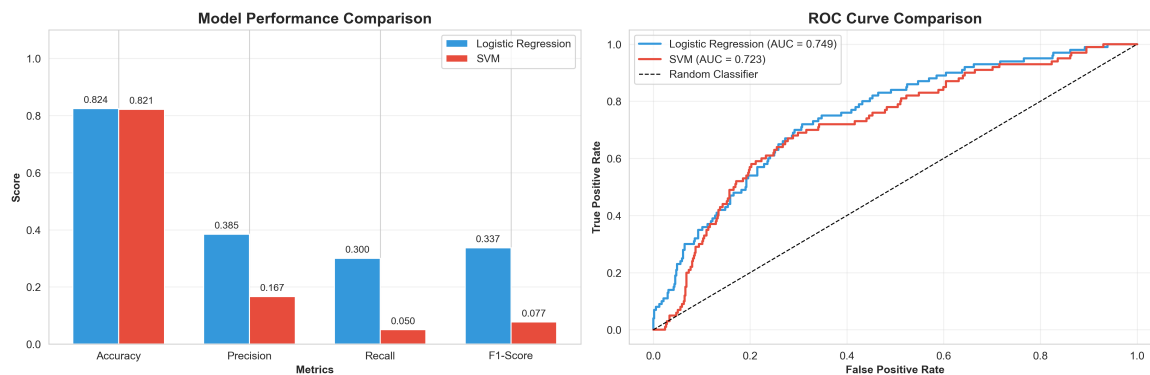 Model Performance Comparison
Logistic Regression
SVM
1.0
0.8
0.6
0.4
0.2
0.0
Score
0.824
0.821
0.385
0.167
0.300
0.050
0.337
0.077
Accuracy
Precision
Recall
F1-Score
Metrics
ROC Curve Comparison
Logistic Regression (AUC = 0.749)
SVM (AUC = 0.723)
Random Classifier
1.0
0.8
0.6
0.4
0.2
0.0
True Positive Rate
0.0
0.2
0.4
0.6
0.8
1.0
False Positive Rate